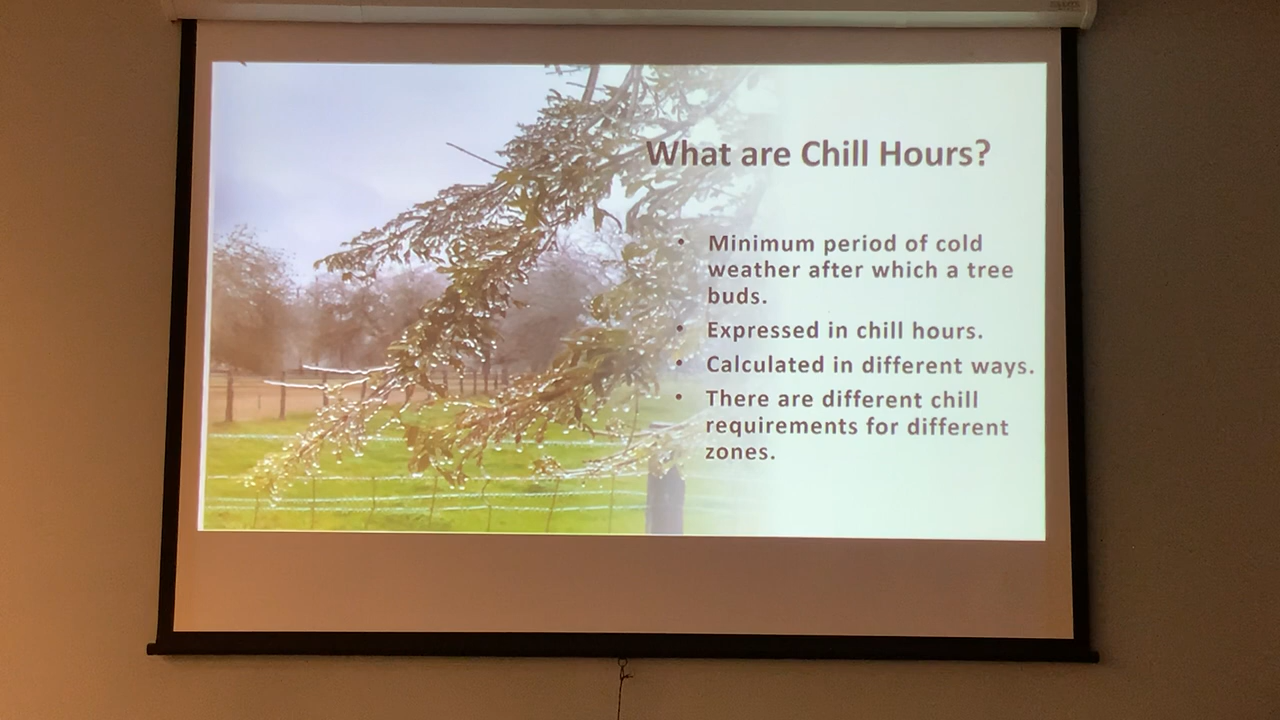 What are Chill Hours?
• Minimum period of cold
weather after which a tree
buds.
• Expressed in chill hours.
• Calculated in different ways.
• There are different chill
requirements for different
zones.